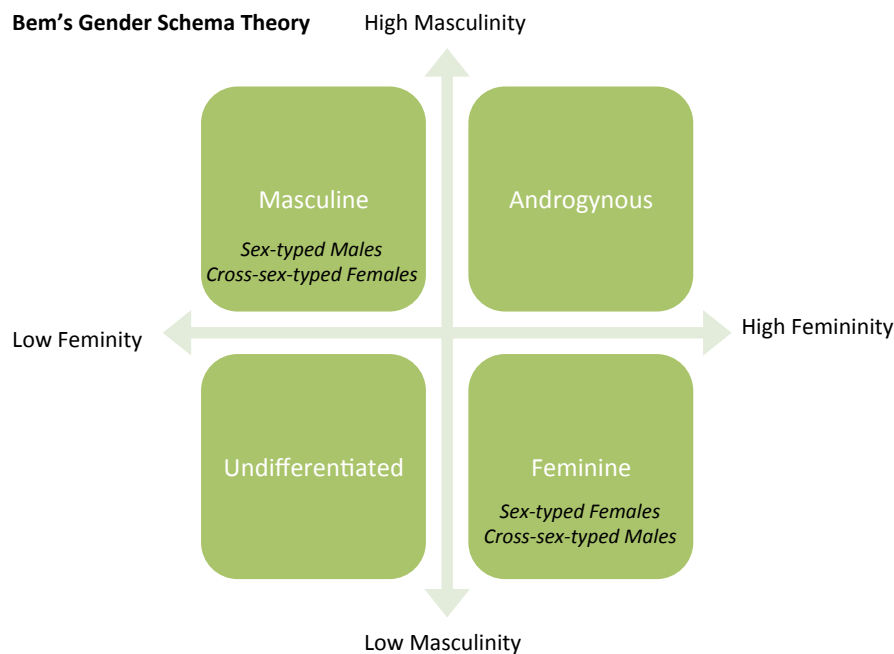 Bem’s Gender Schema Theory
High Masculinity
Masculine
Sex-typed Males
Cross-sex-typed Females
Androgynous
Low Feminity
High Femininity
Undifferentiated
Feminine
Sex-typed Females
Cross-sex-typed Males
Low Masculinity